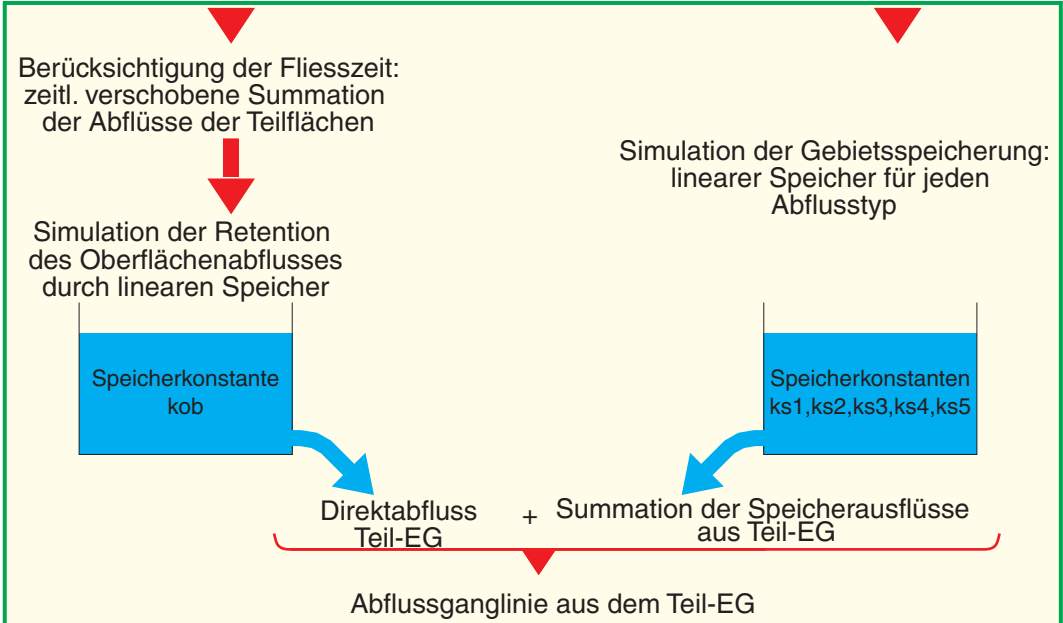 Berücksichtigung der Fliesszeit:
zeitl. verschobene Summation
der Abflüsse der Teilflächen
Simulation der Retention
des Oberflächenabflusses
durch linearen Speicher
Speicherkonstante
kob
Simulation der Gebietsspeicherung:
linearer Speicher für jeden
Abflusstyp
Speicherkonstanten
ks1,ks2,ks3,ks4,ks5
Direktabfluss
Teil-EG
+
Summation der Speicherausflüsse
aus Teil-EG
Abflussganglinie aus dem Teil-EG